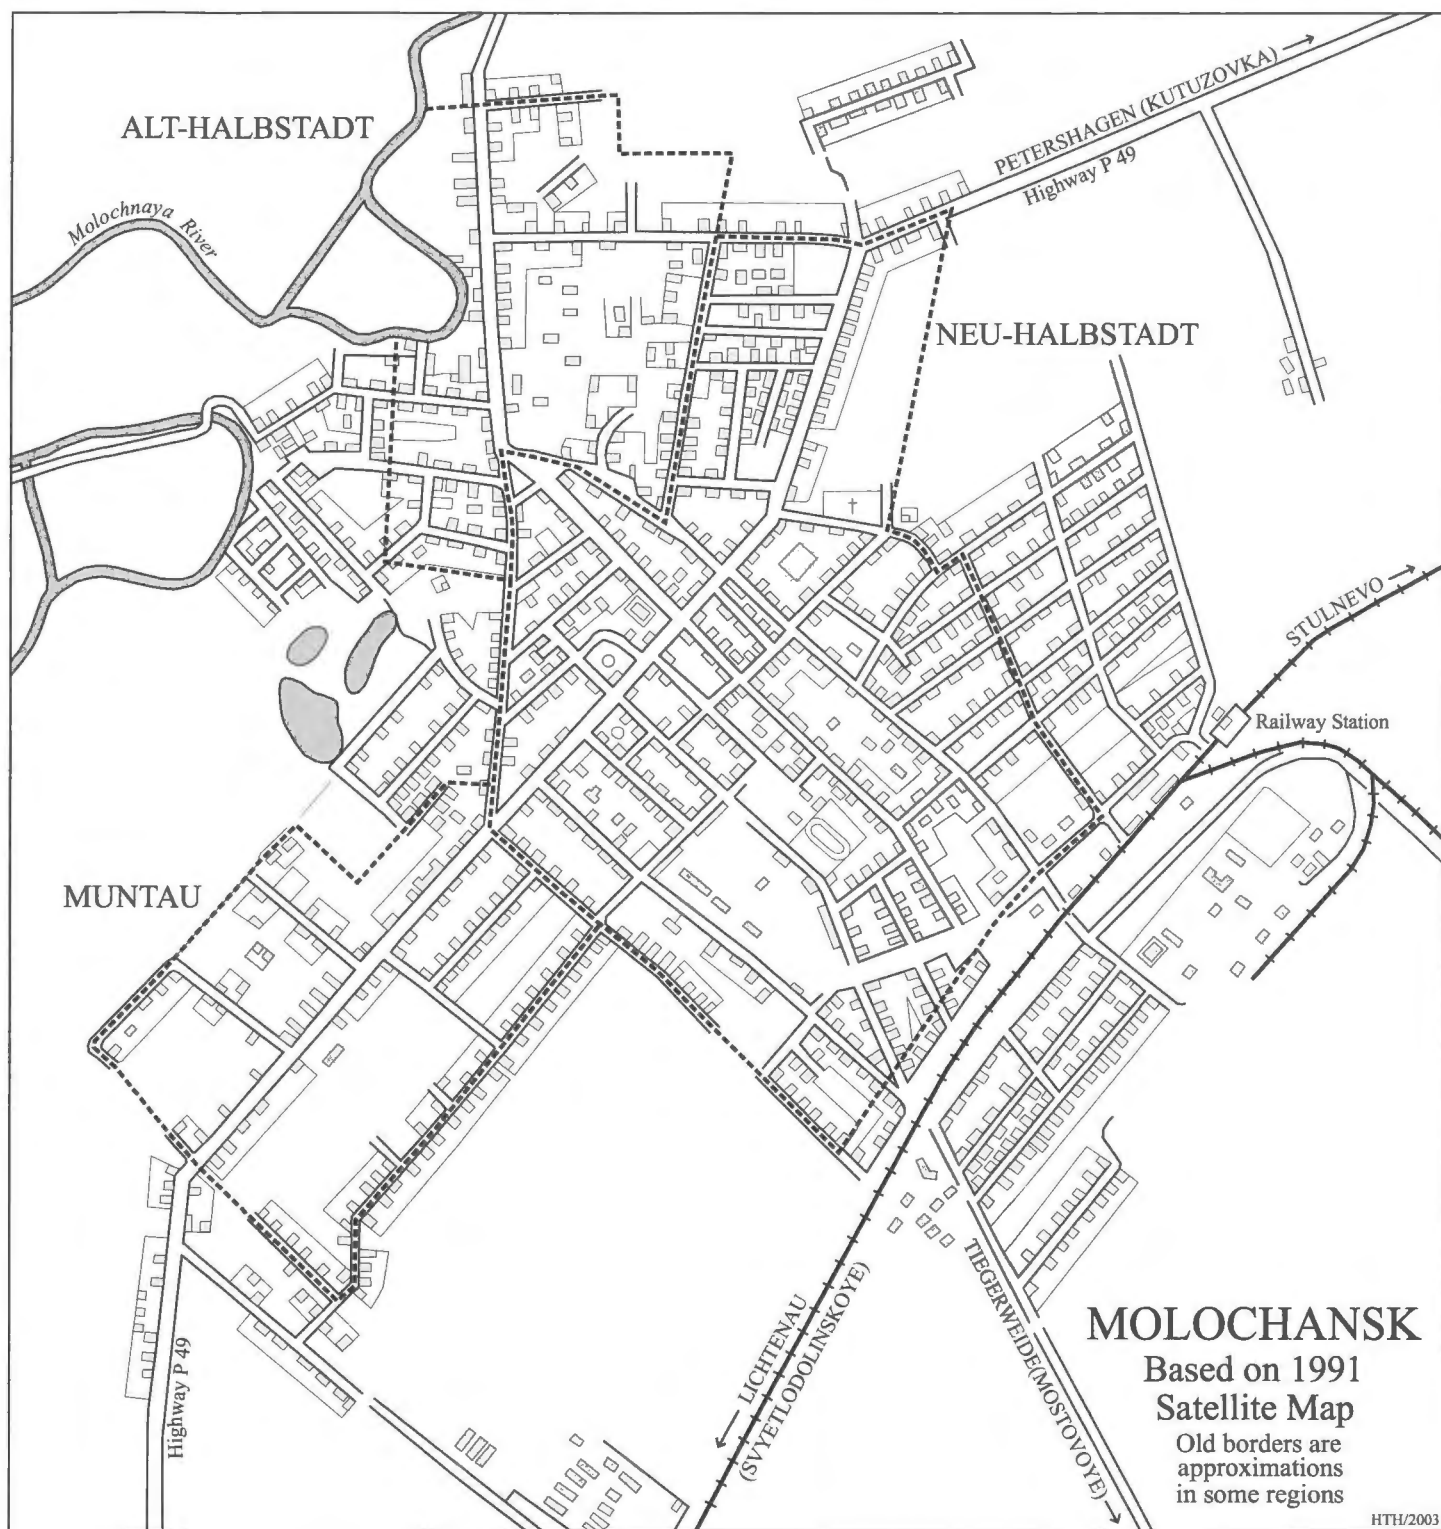 ALT-HALBSTADT
PETERSHAGEN (KUTUZOVKA) →
Highway P 49
Molochnaya River
NEU-HALBSTADT
STULNEVO →
Railway Station
MUNTAU
Highway P 49
← LICHTENAU
(SVYETLODOLINSKOYE)
TIEGERWEIDE(MOSTOVOYE) →
MOLOCHANSK
Based on 1991
Satellite Map
Old borders are
approximations
in some regions
HTH/2003